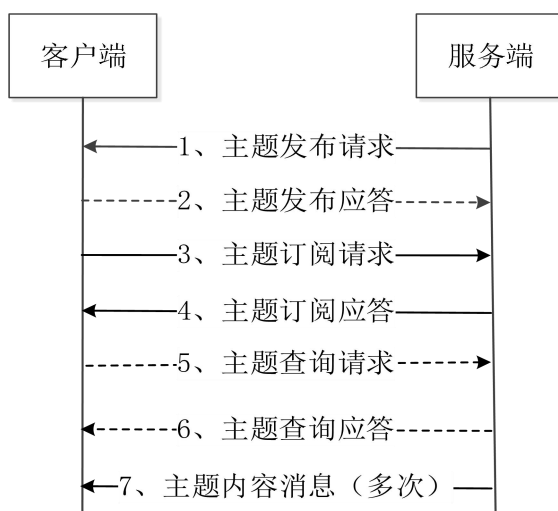 客户端
服务端
1、主题发布请求
2、主题发布应答
3、主题订阅请求
4、主题订阅应答
5、主题查询请求
6、主题查询应答
7、主题内容消息（多次）